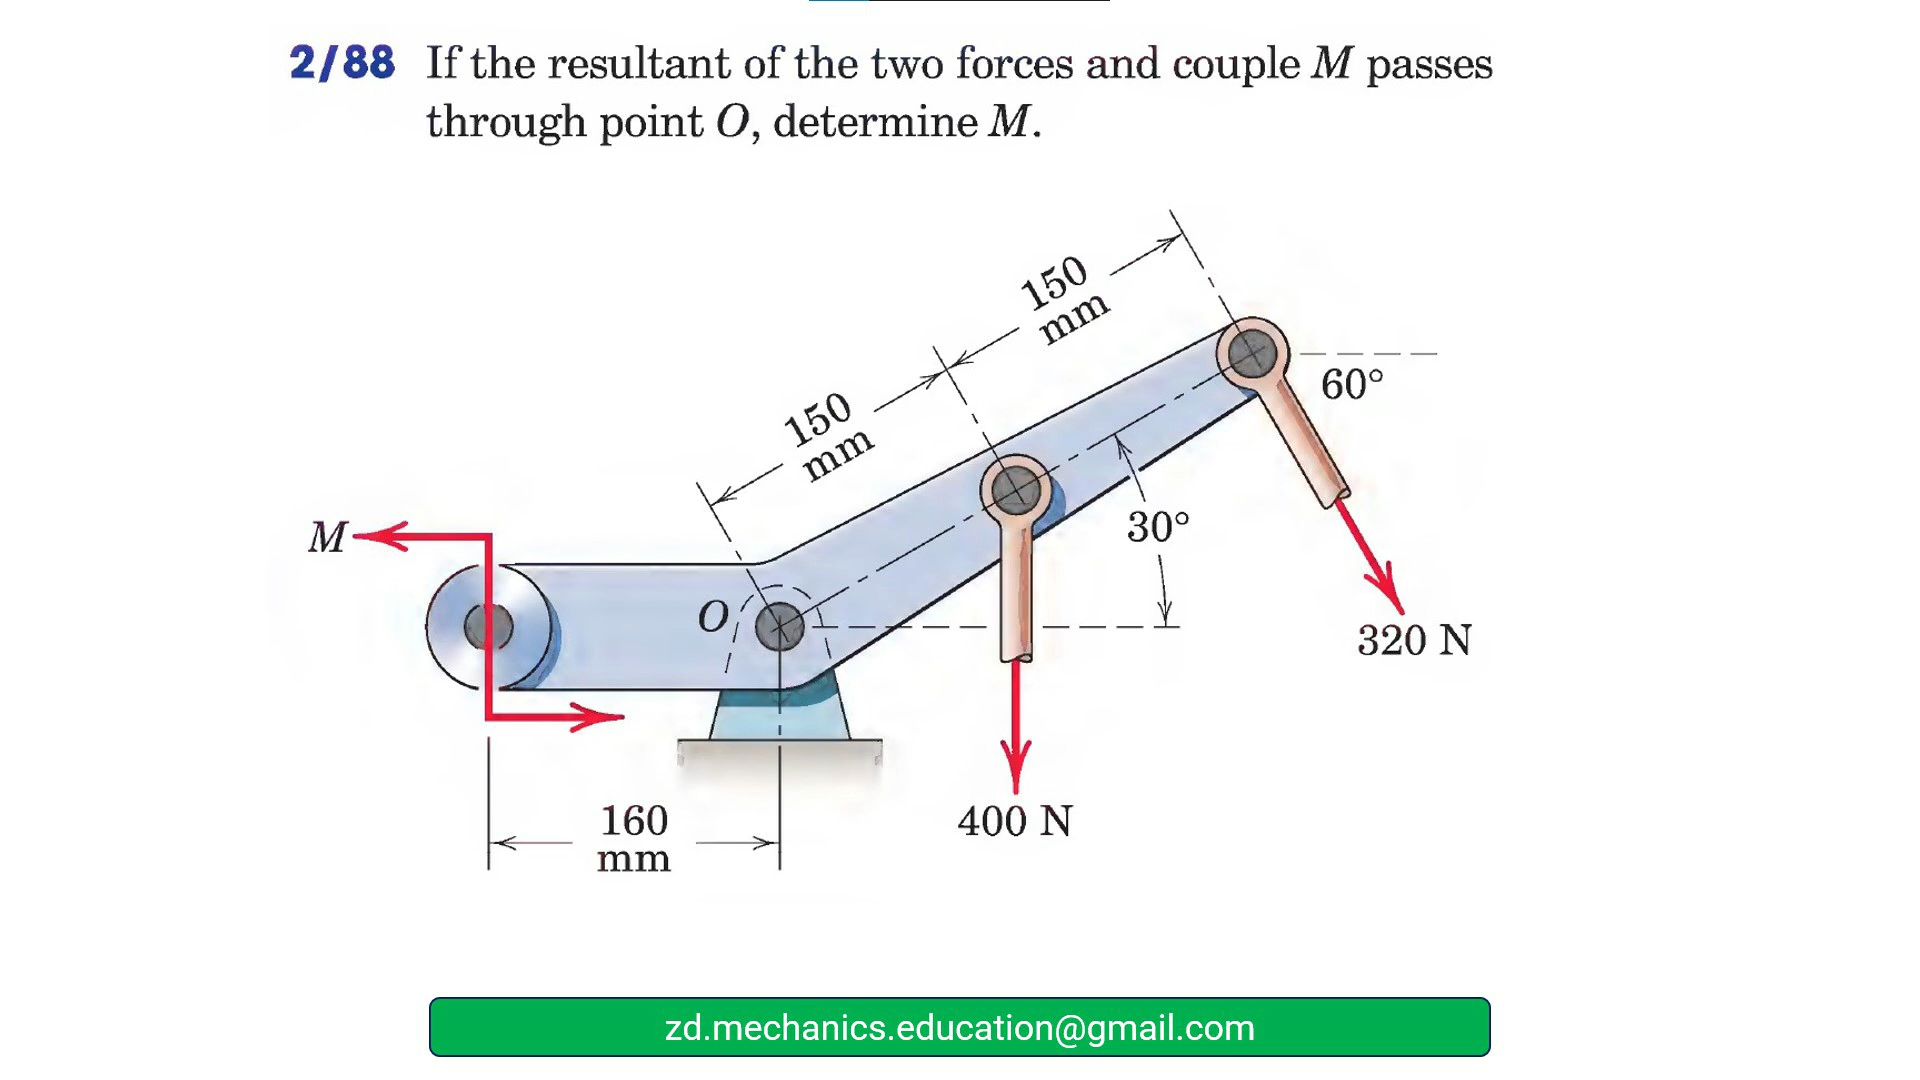 2/88 If the resultant of the two forces and couple M passes
through point O, determine M.
150
mm
150
mm
60°
M
30°
O
320 N
160
mm
400 N
zd.mechanics.education@gmail.com